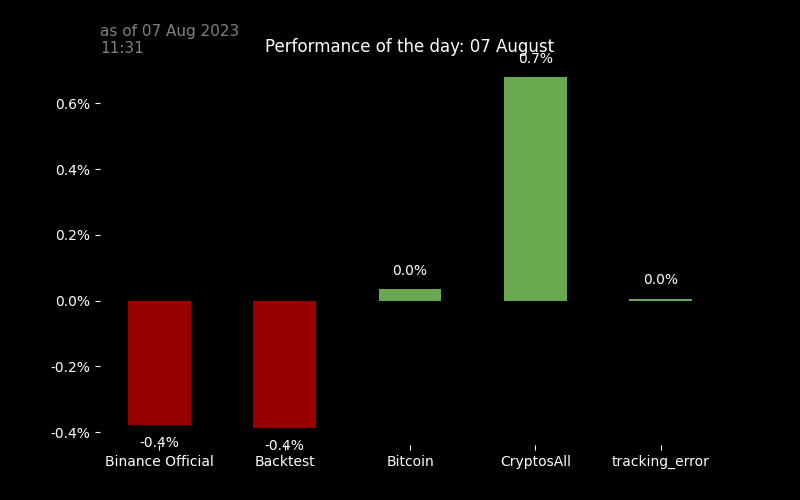 as of 07 Aug 2023
11:31
Performance of the day: 07 August
0.7%
0.6%
0.4%
0.2%
0.0%
0.0%
0.0%
-0.2%
-0.4%
-0.4%
-0.4%
Binance Official
Backtest
Bitcoin
CryptosAll
tracking_error